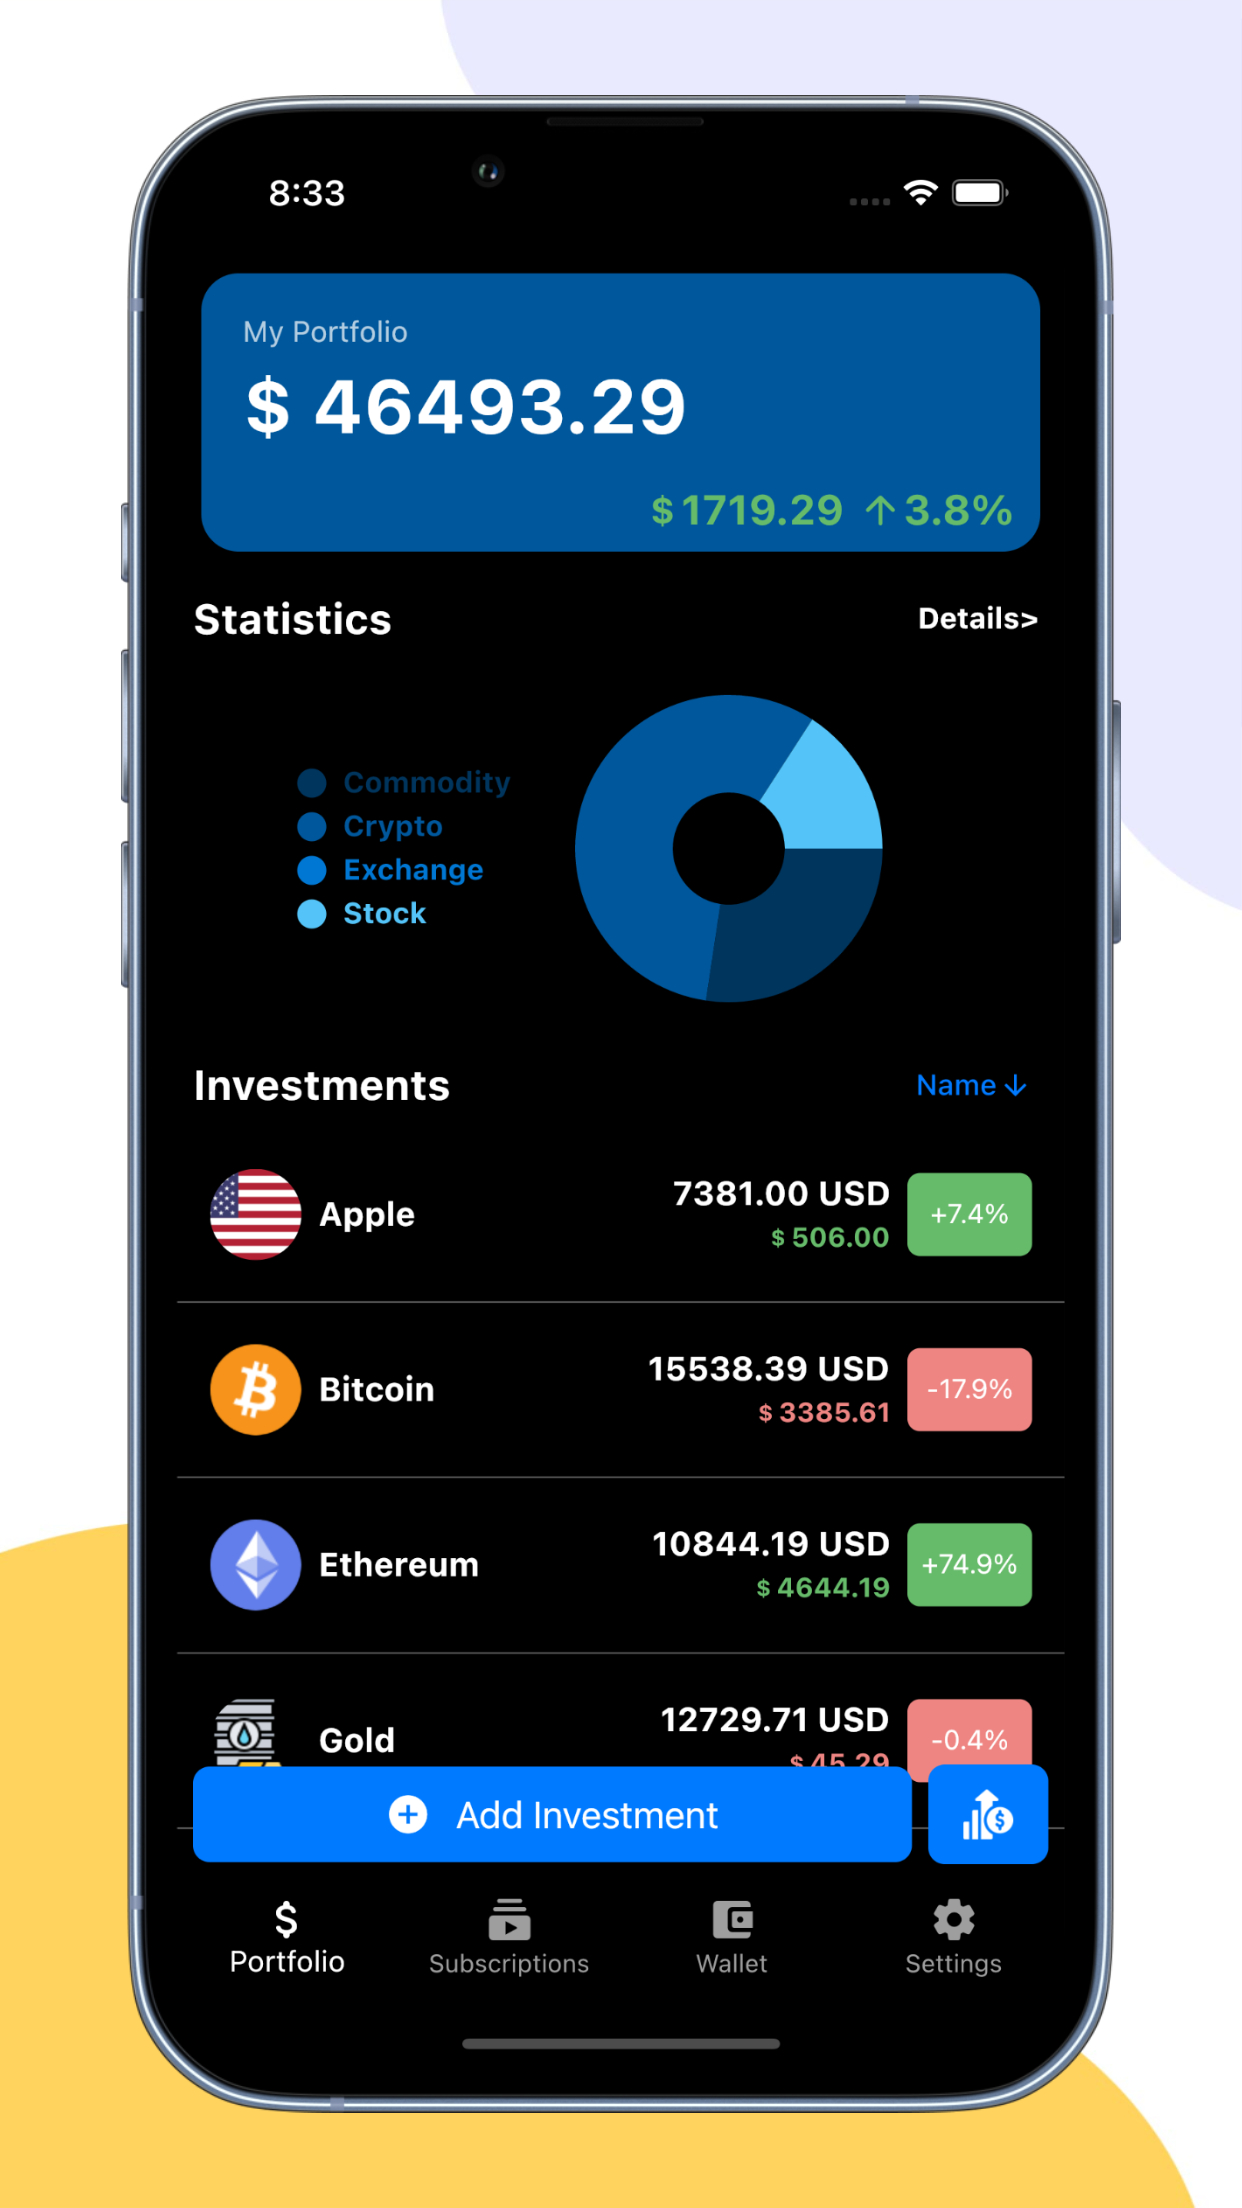 8:33
My Portfolio
$ 46493.29
$ 1719.29 ↑ 3.8%
Statistics
Details>
Commodity
Crypto
Exchange
Stock
Investments
Name ↓
Apple
7381.00 USD
$ 506.00
+7.4%
Bitcoin
15538.39 USD
$ 3385.61
-17.9%
Ethereum
10844.19 USD
$ 4644.19
+74.9%
Gold
12729.71 USD
$ 45.29
-0.4%
Add Investment
Portfolio
Subscriptions
Wallet
Settings